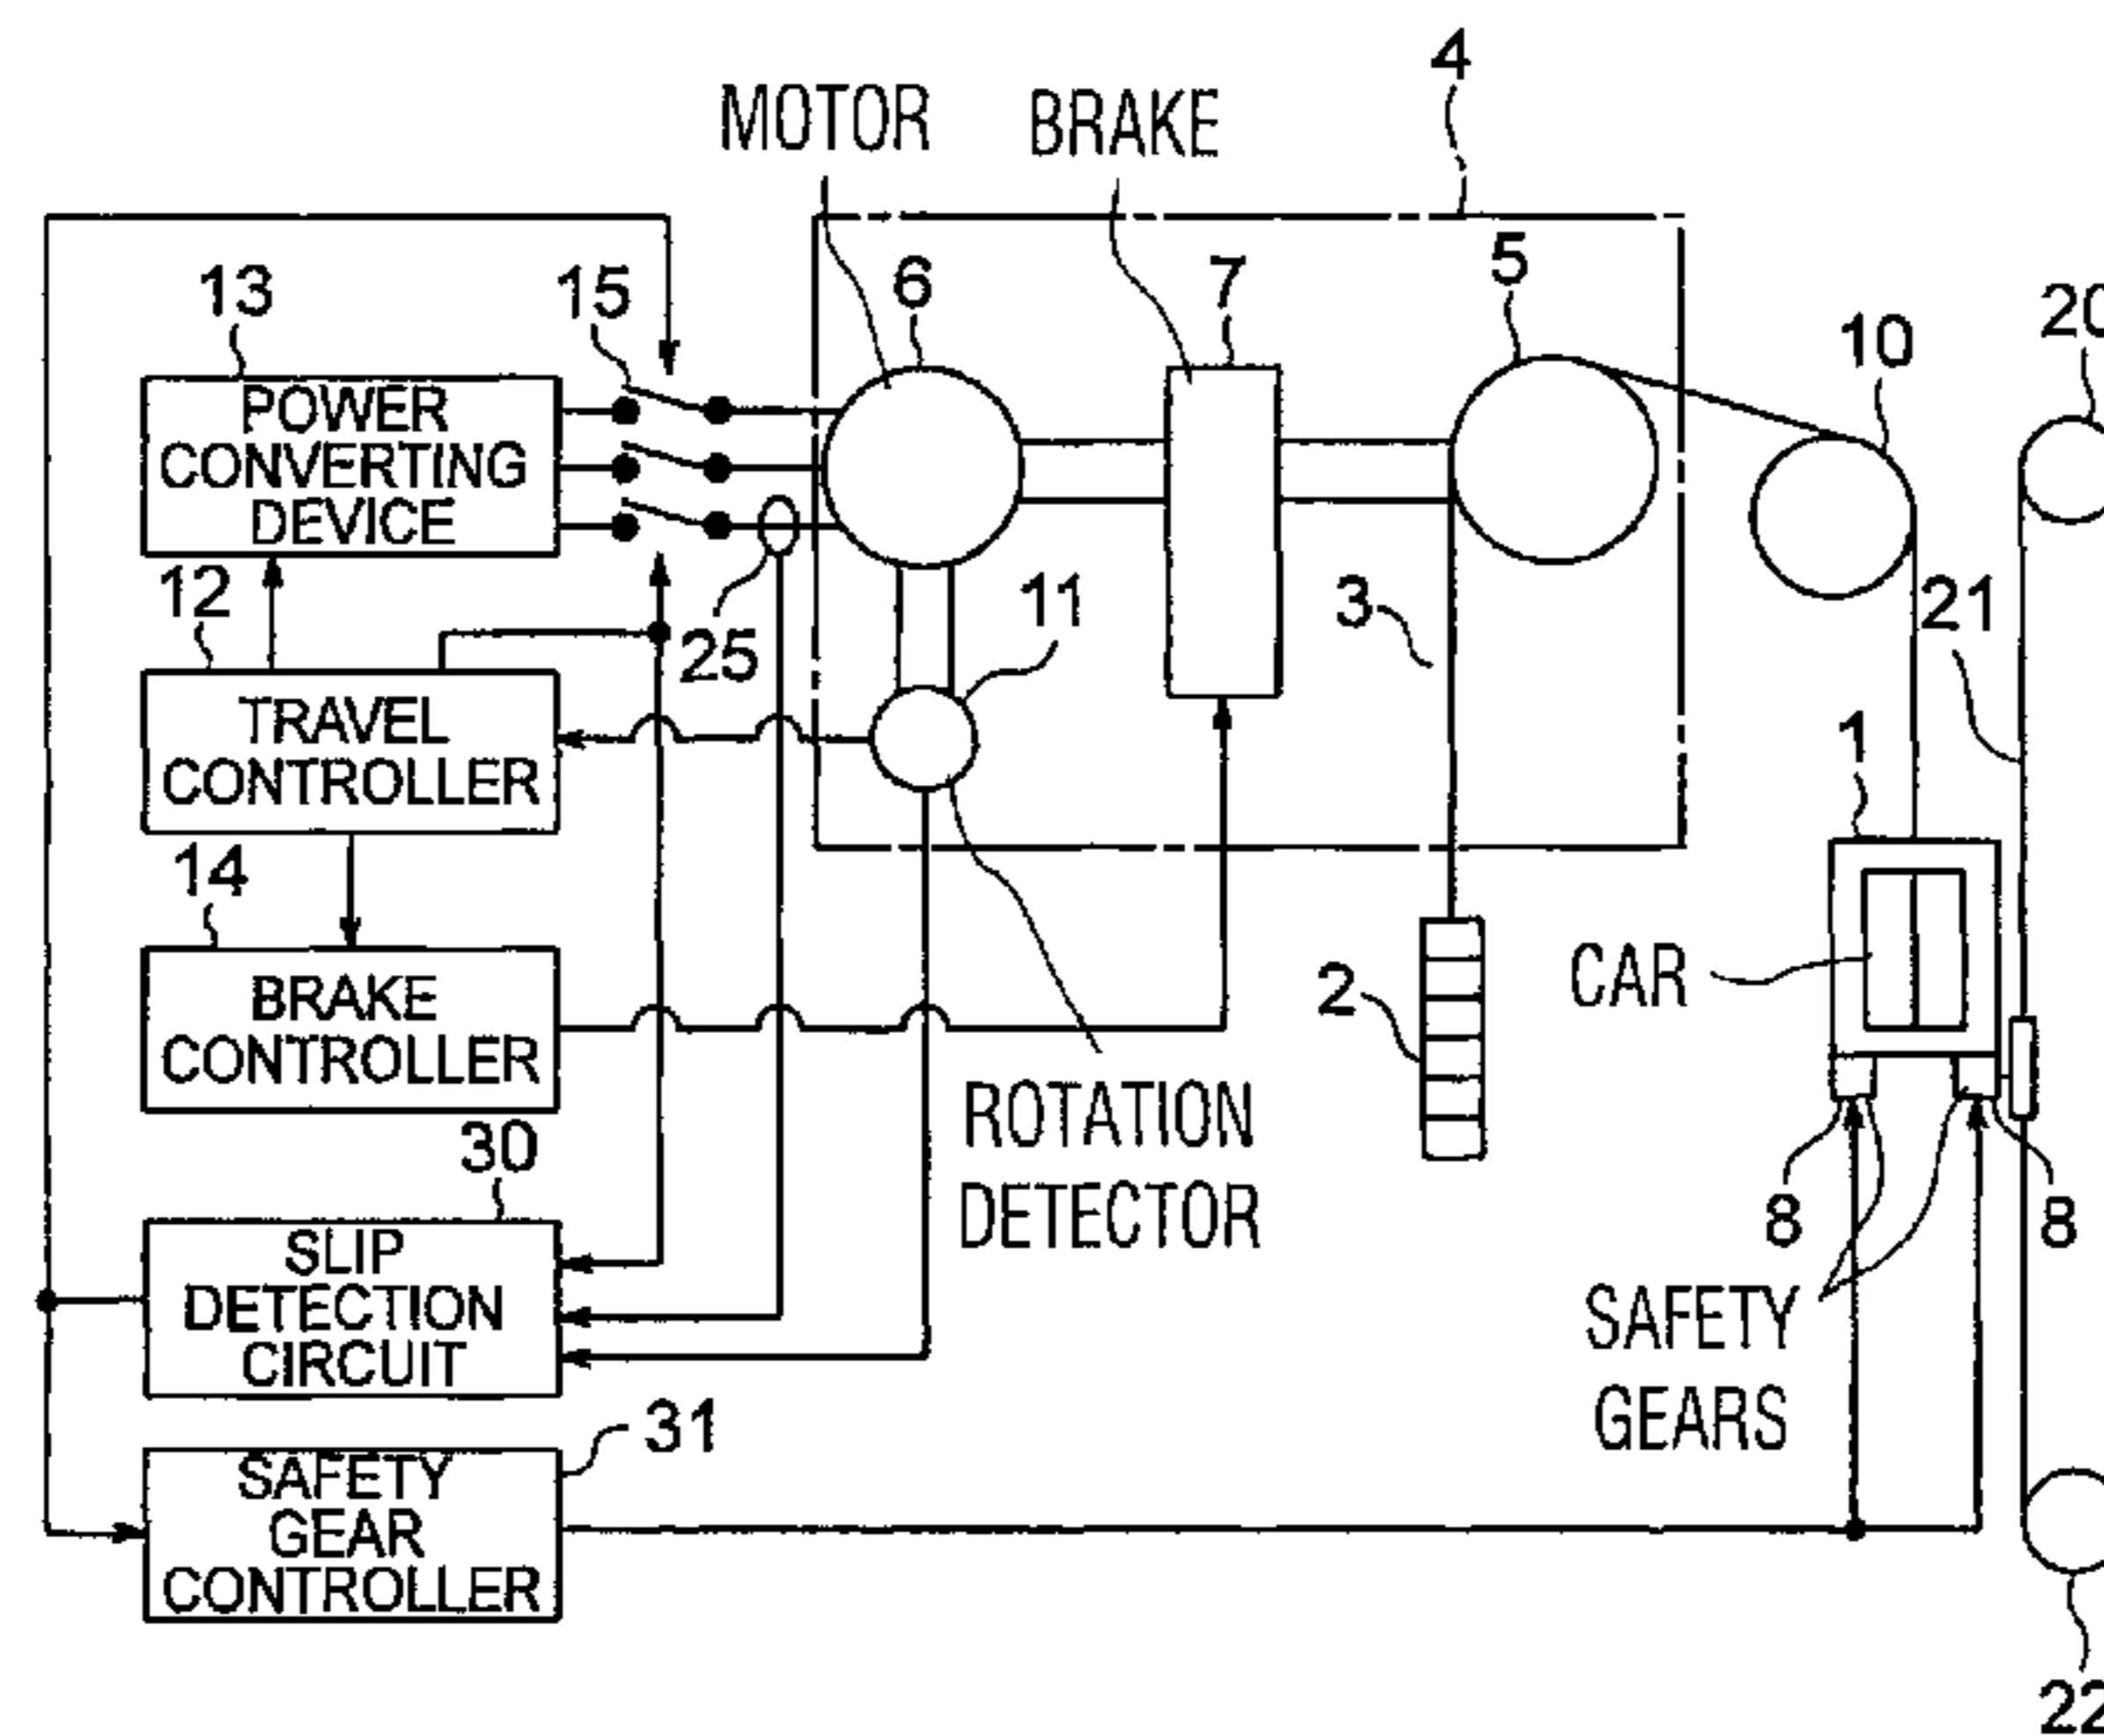 4
MOTOR
BRAKE
13
15
6
7
5
10
20
POWER
CONVERTING
DEVICE
12
25
11
3
21
TRAVEL
CONTROLLER
1
14
BRAKE
CONTROLLER
2
CAR
ROTATION
DETECTOR
30
8
8
SLIP
DETECTION
CIRCUIT
SAFETY
GEARS
31
SAFETY
GEAR
CONTROLLER
22